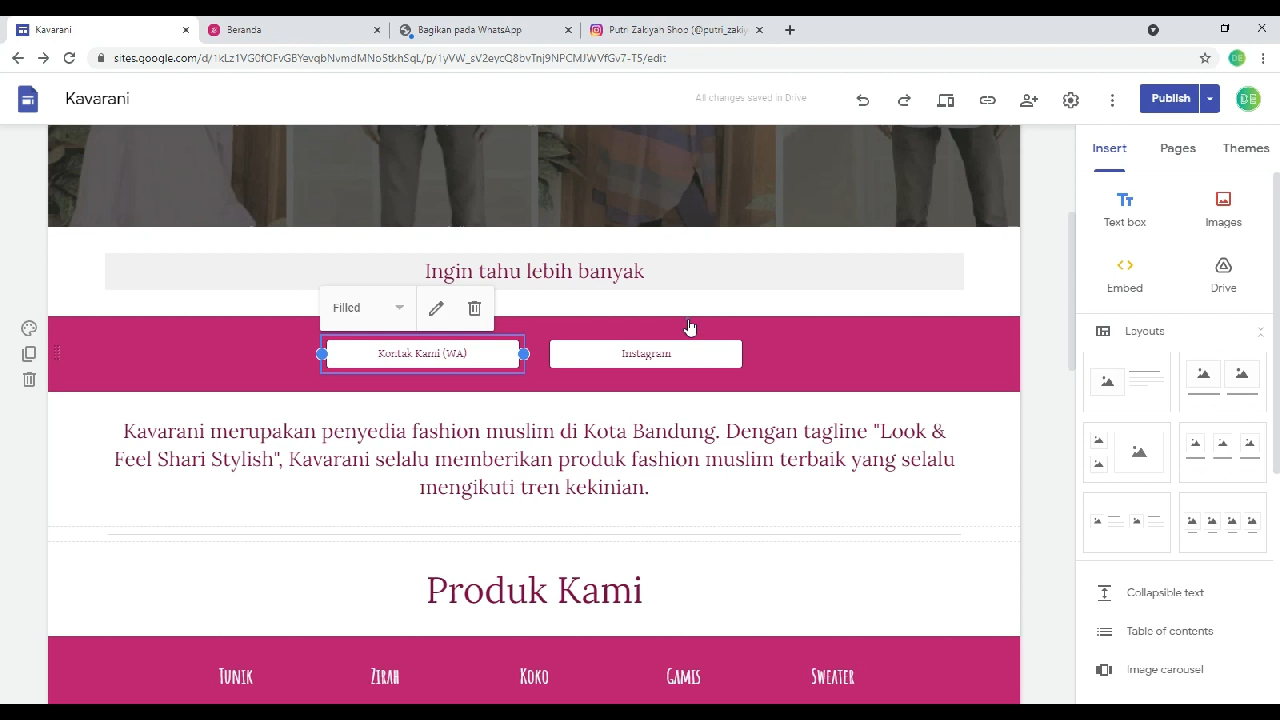 Kavarani
Beranda
Bagikan pada WhatsApp
Putri Zakiyah Shop (@putri_zakiy
Kavarani
All changes saved in Drive
Publish
DE
Insert
Pages
Themes
Text box
Images
Embed
Drive
Layouts
Ingin tahu lebih banyak
Filled
Kontak Kami (WA)
Instagram
Kavarani merupakan penyedia fashion muslim di Kota Bandung. Dengan tagline "Look &
Feel Shari Stylish", Kavarani selalu memberikan produk fashion muslim terbaik yang selalu
mengikuti tren kekinian.
Produk Kami
Tunik
Zirah
Koko
Gamis
Sweater
Collapsible text
Table of contents
Image carousel